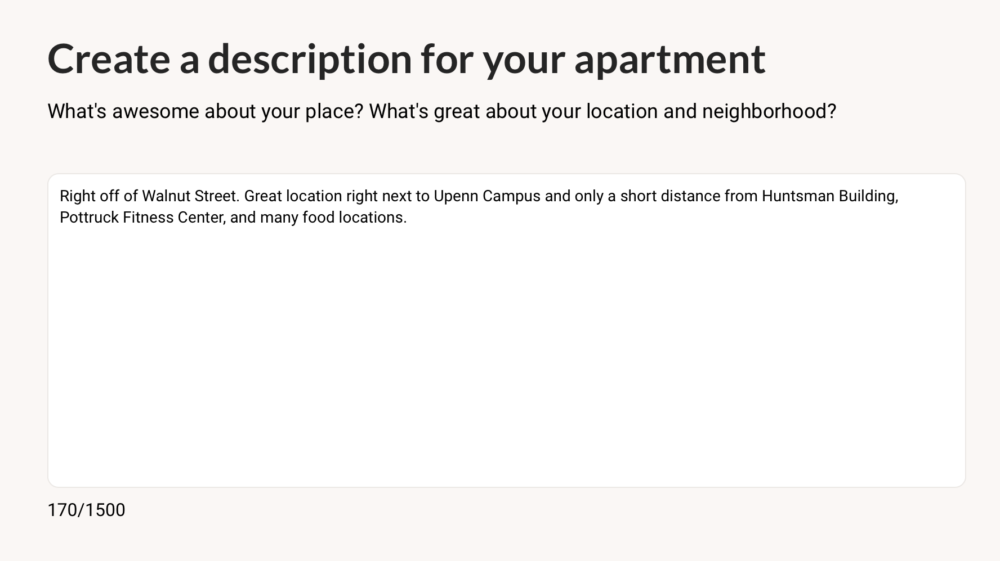 Create a description for your apartment
What's awesome about your place? What's great about your location and neighborhood?
Right off of Walnut Street. Great location right next to Upenn Campus and only a short distance from Huntsman Building,
Pottruck Fitness Center, and many food locations.
170/1500